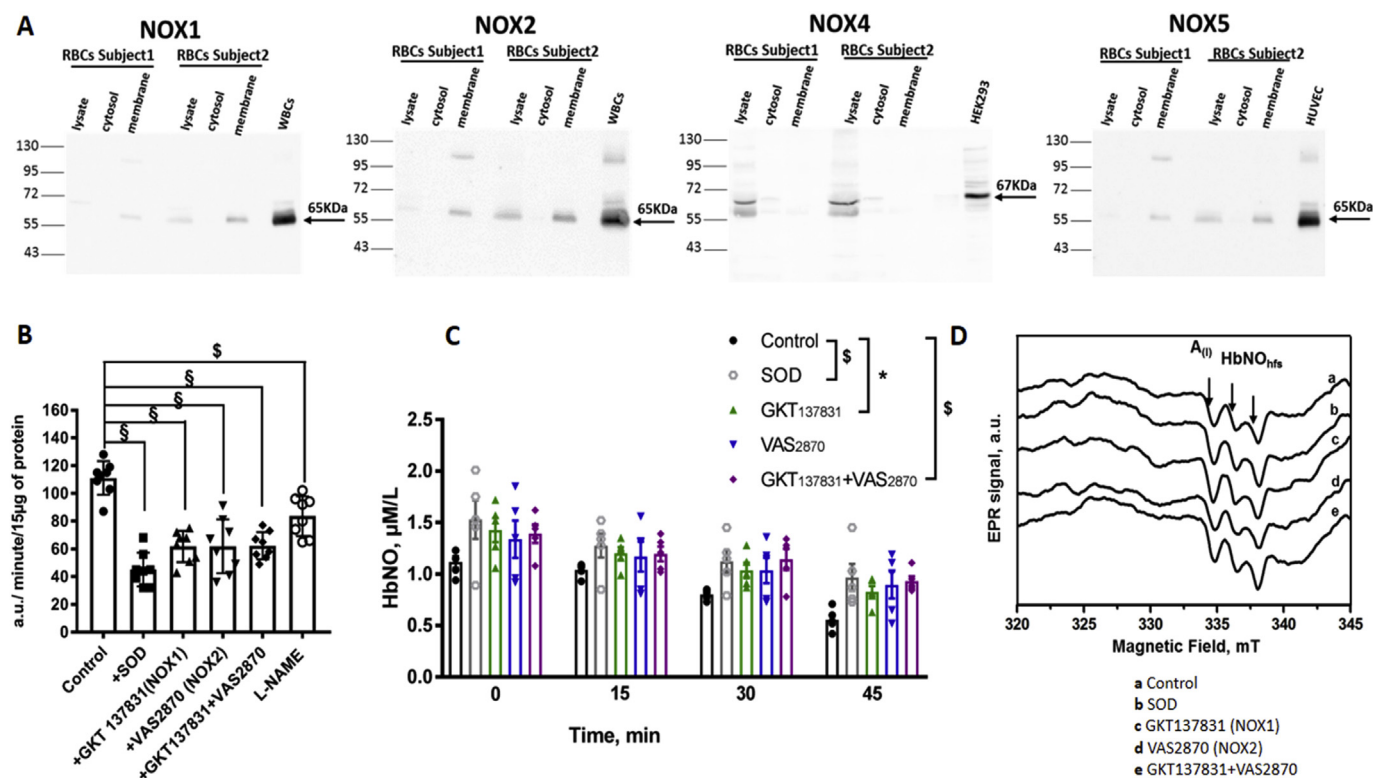 A
NOX1
RBCs Subject1 RBCs Subject2
lysate cytosol membrane lysate cytosol membrane WBCs
130
95
72
55
43
65KDa
NOX2
RBCs Subject1 RBCs Subject2
lysate cytosol membrane lysate cytosol membrane WBCs
130
95
72
55
43
65KDa
NOX4
RBCs Subject1 RBCs Subject2
lysate cytosol membrane lysate cytosol membrane HEK293
130
95
72
55
43
67KDa
NOX5
RBCs Subject1 RBCs Subject2
lysate cytosol membrane lysate cytosol membrane HUVEC
130
95
72
55
43
65KDa
B
a.u./ minute/15µg of protein
160
140
120
100
80
60
40
20
0
$
§
§
§
§
Control
+SOD
+GKT 137831(NOX1)
+VAS2870 (NOX2)
+GKT137831+VAS2870
L-NAME
C
Control
SOD
GKT137831
VAS2870
GKT137831+VAS2870
$
*
$
HbNO, µM/L
2.5
2.0
1.5
1.0
0.5
0.0
0 15 30 45
Time, min
D
A(I) HbNOhfs
a
b
c
d
e
EPR signal, a.u.
320 325 330 335 340 345
Magnetic Field, mT
a Control
b SOD
c GKT137831 (NOX1)
d VAS2870 (NOX2)
e GKT137831+VAS2870